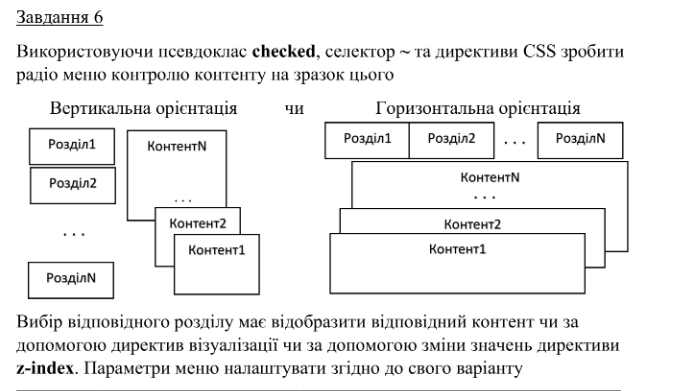 Завдання 6
Використовуючи псевдоклас checked, селектор ~ та директиви CSS зробити
радіо меню контролю контенту на зразок цього
Вертикальна орієнтація чи Горизонтальна орієнтація
Розділ1
Розділ2
...
РозділN
КонтентN
...
Контент2
Контент1
Розділ1 Розділ2 ... РозділN
КонтентN
...
Контент2
Контент1
Вибір відповідного розділу має відобразити відповідний контент чи за
допомогою директив візуалізації чи за допомогою зміни значень директиви
z-index. Параметри меню налаштувати згідно до свого варіанту